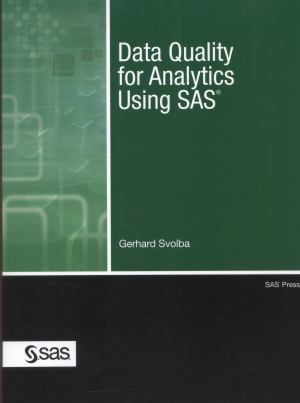 Data Quality
for Analytics
Using SAS®
Gerhard Svolba
SAS Press
sas